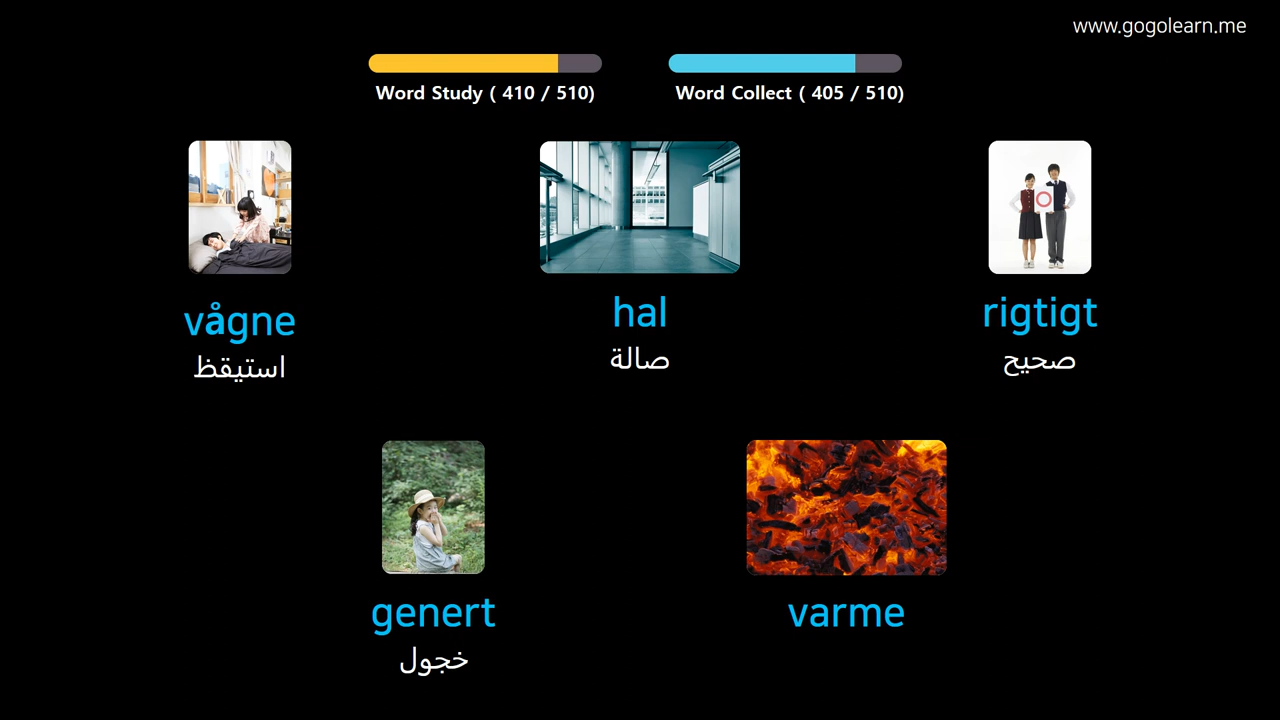 www.gogolearn.me
Word Study ( 410 / 510)
Word Collect ( 405 / 510)
vågne
استيقظ
hal
صالة
rigtigt
صحيح
genert
خجول
varme